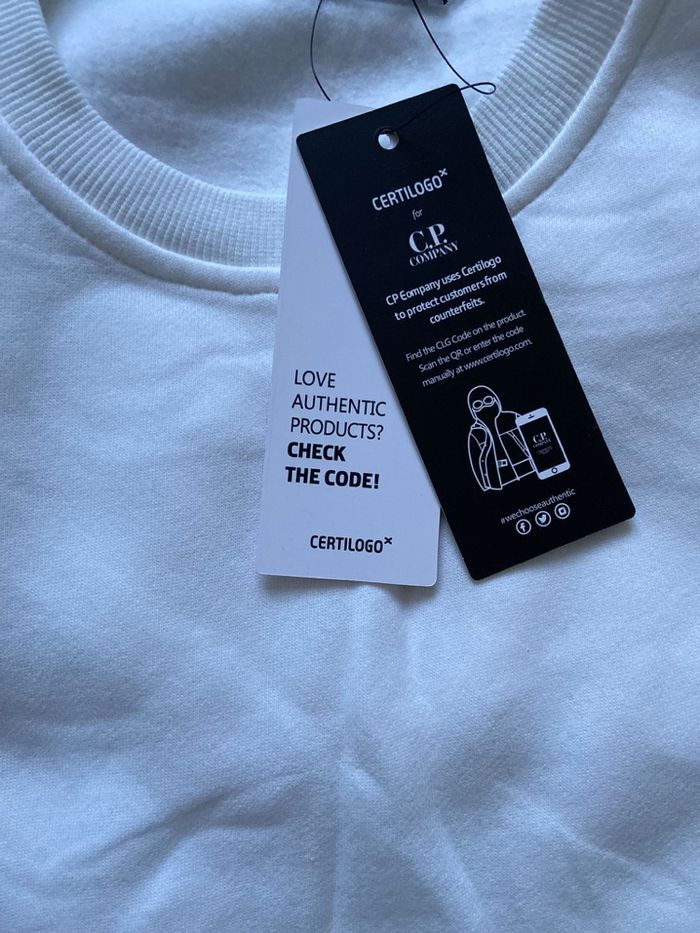 LOVE
AUTHENTIC
PRODUCTS?
CHECK
THE CODE!
CERTILOGO×
CERTILOGO×
for
C.P.
COMPANY
CP Eompany uses Certilogo
to protect customers from
counterfeits.
Find the CLG Code on the product.
Scan the QR or enter the code
manually at www.certilogo.com.
C.P.
COMPANY
#wechooseauthentic